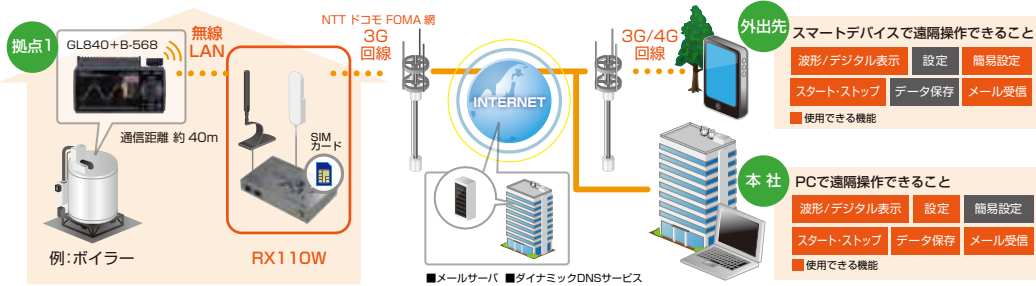 拠点1
GL840+B-568
無線
LAN
通信距離 約 40m
例:ボイラー
SIM
カード
RX110W
NTT ドコモ FOMA 網
3G
回線
INTERNET
■メールサーバ ■ダイナミックDNSサービス
3G/4G
回線
外出先
スマートデバイスで遠隔操作できること
波形/デジタル表示 設定 簡易設定
スタート・ストップ データ保存 メール受信
■使用できる機能
本 社
PCで遠隔操作できること
波形/デジタル表示 設定 簡易設定
スタート・ストップ データ保存 メール受信
■使用できる機能